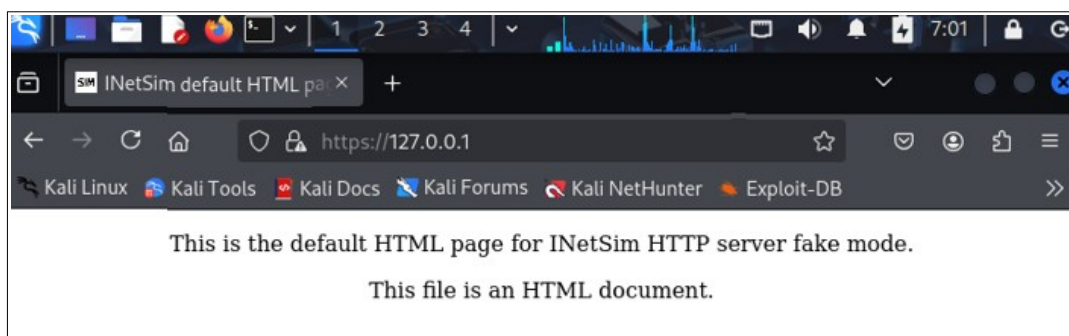 1 2 3 4 7:01
SIM INetSim default HTML pa
https://127.0.0.1
Kali Linux Kali Tools Kali Docs Kali Forums Kali NetHunter Exploit-DB
This is the default HTML page for INetSim HTTP server fake mode.
This file is an HTML document.